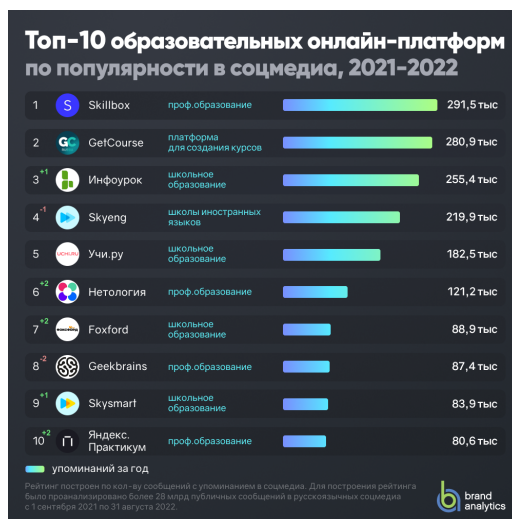 Топ-10 образовательных онлайн-платформ
по популярности в соцмедиа, 2021-2022
1 S Skillbox проф.образование 291,5 тыс
2 GC GetCourse платформа
для создания курсов 280,9 тыс
3 +1 Инфоурок школьное
образование 255,4 тыс
4 -1 Skyeng школы иностранных
языков 219,9 тыс
5 UCHI.RU Учи.ру школьное
образование 182,5 тыс
6 +2 Нетология проф.образование 121,2 тыс
7 +2 Foxford школьное
образование 88,9 тыс
8 -2 Geekbrains проф.образование 87,4 тыс
9 +1 Skysmart школьное
образование 83,9 тыс
10 +2 Яндекс.
Практикум проф.образование 80,6 тыс
упоминаний за год
Рейтинг построен по кол-ву сообщений с упоминанием в соцмедиа. Для построения рейтинга
было проанализировано более 28 млрд публичных сообщений в русскоязычных соцмедиа
с 1 сентября 2021 по 31 августа 2022.
brand
analytics